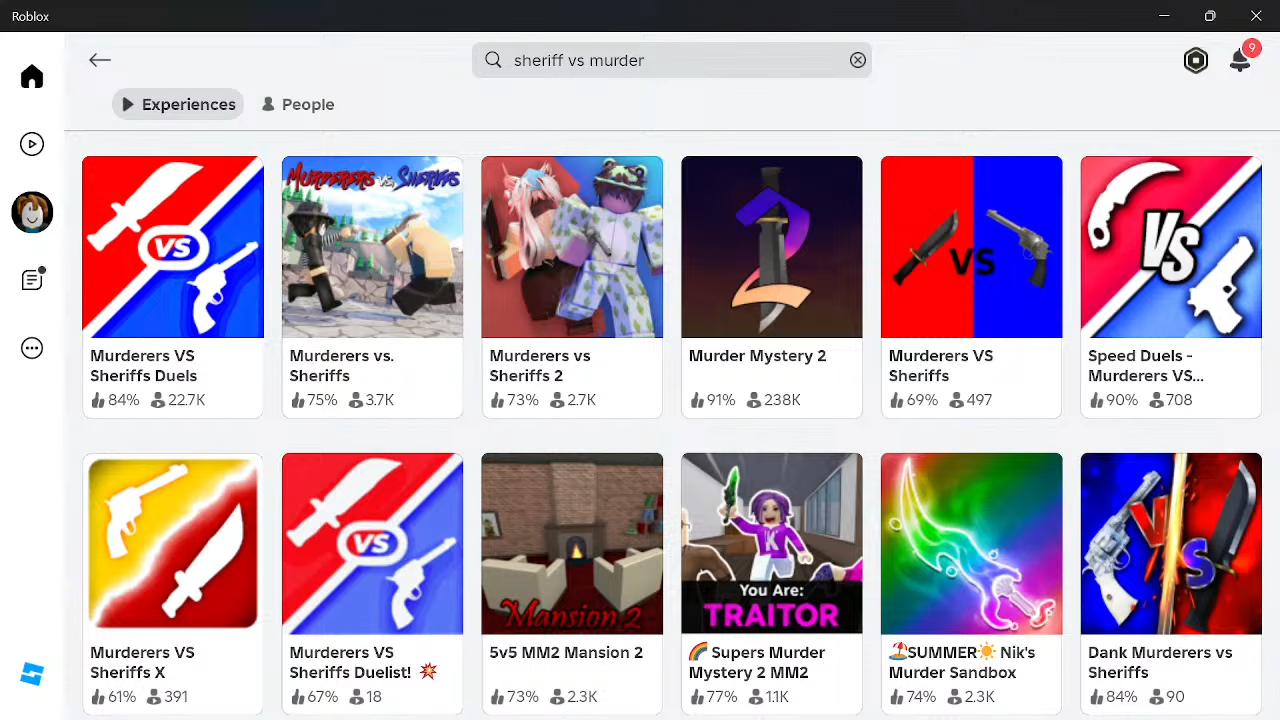 Roblox
sheriff vs murder
9
Experiences
People
VS
MURDERERS VS. SHERIFFS
2
VS
VS
Murderers VS
Sheriffs Duels
84% 22.7K
Murderers vs.
Sheriffs
75% 3.7K
Murderers vs
Sheriffs 2
73% 2.7K
Murder Mystery 2
91% 238K
Murderers VS
Sheriffs
69% 497
Speed Duels -
Murderers VS...
90% 708
VS
Mansion 2
K
You Are:
TRAITOR
VS
Murderers VS
Sheriffs X
61% 391
Murderers VS
Sheriffs Duelist! 💥
67% 18
5v5 MM2 Mansion 2
73% 2.3K
🌈 Supers Murder
Mystery 2 MM2
77% 1.1K
🏖️SUMMER☀️ Nik's
Murder Sandbox
74% 2.3K
Dank Murderers vs
Sheriffs
84% 90